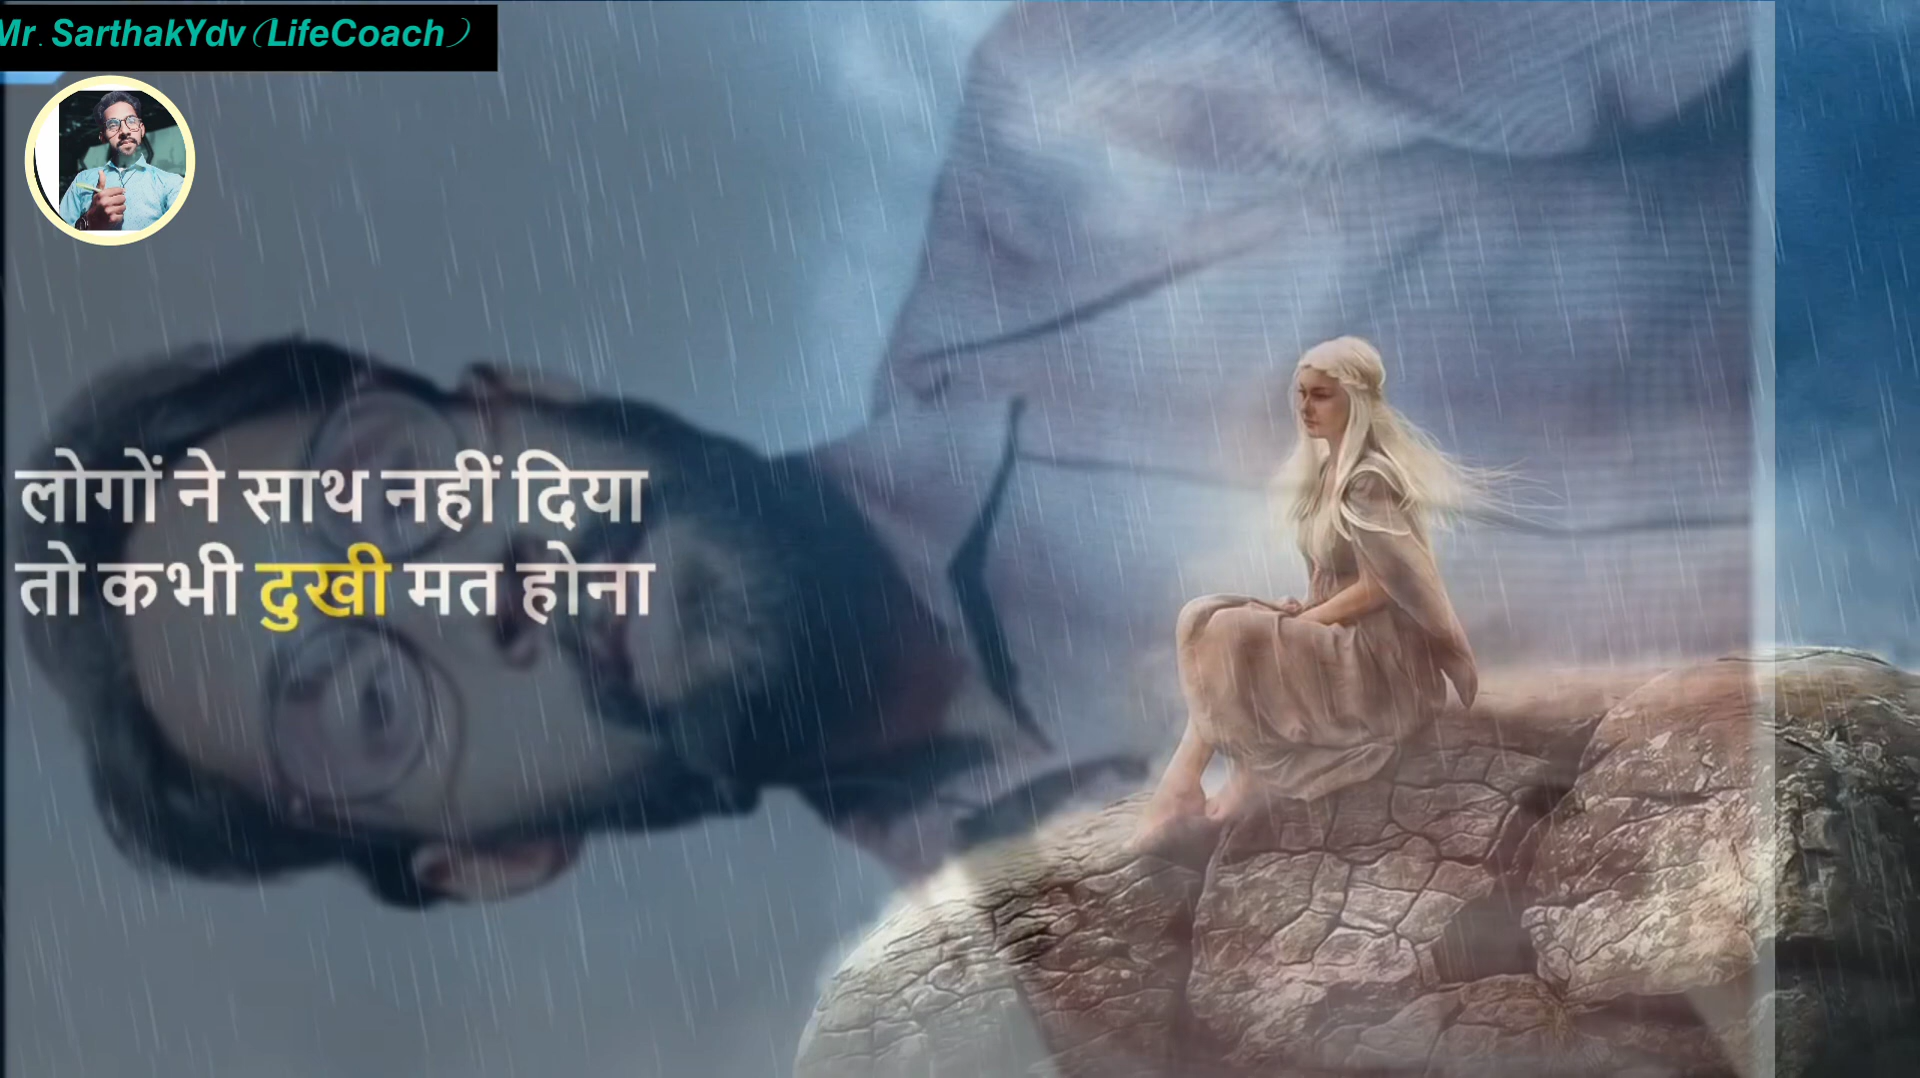 Mr. SarthakYdv (LifeCoach)
लोगों ने साथ नहीं दिया
तो कभी दुखी मत होना